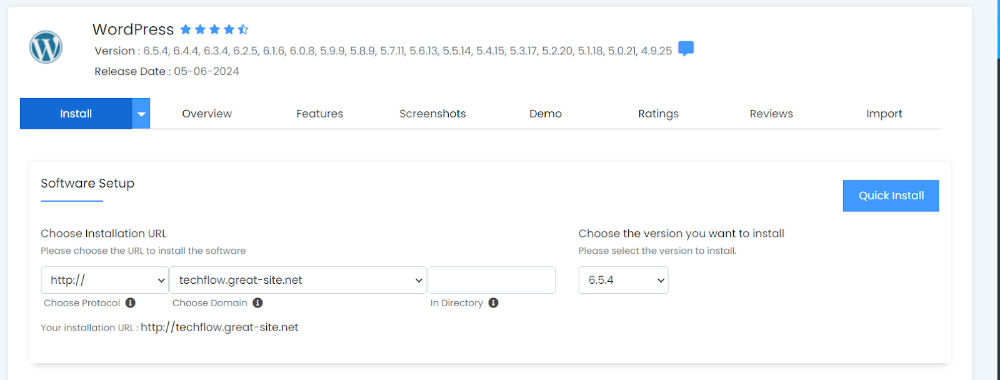 WordPress
Version : 6.5.4, 6.4.4, 6.3.4, 6.2.5, 6.1.6, 6.0.8, 5.9.9, 5.8.9, 5.7.11, 5.6.13, 5.5.14, 5.4.15, 5.3.17, 5.2.20, 5.1.18, 5.0.21, 4.9.25
Release Date : 05-06-2024
Install Overview Features Screenshots Demo Ratings Reviews Import
Software Setup
Quick Install
Choose Installation URL
Please choose the URL to install the software
http:// techflow.great-site.net
Choose Protocol Choose Domain In Directory
Your installation URL : http://techflow.great-site.net
Choose the version you want to install
Please select the version to install.
6.5.4